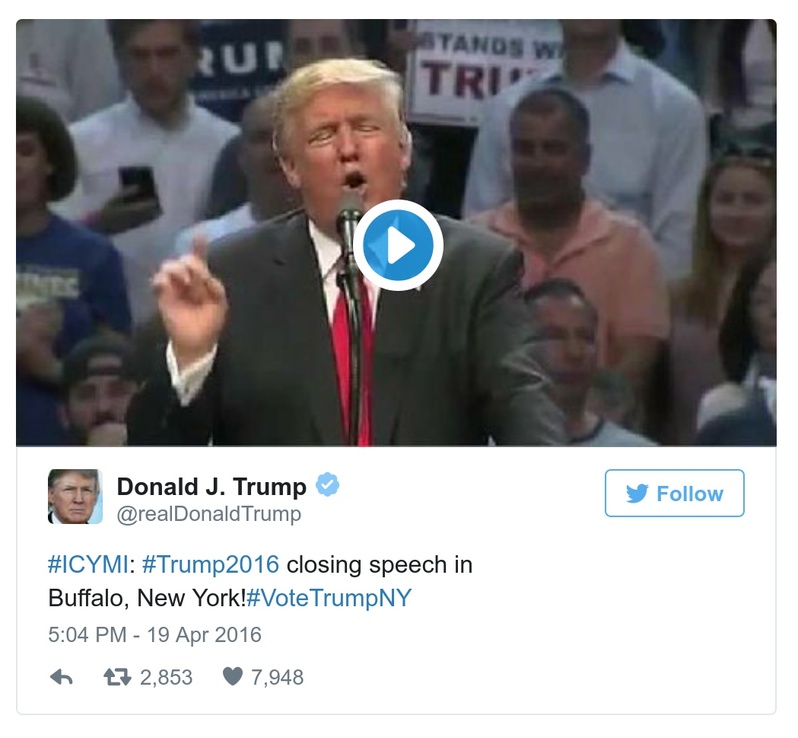 STANDS
TRU
Donald J. Trump
@realDonaldTrump
Follow
#ICYMI: #Trump2016 closing speech in
Buffalo, New York!#VoteTrumpNY
5:04 PM - 19 Apr 2016
2,853 7,948